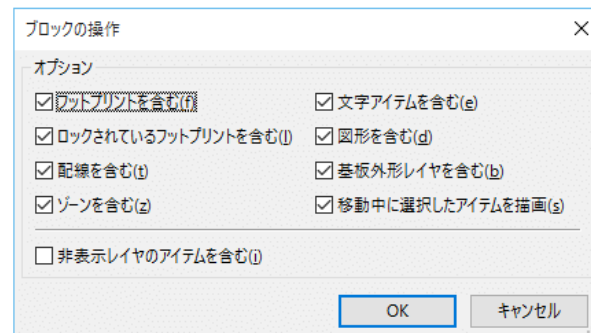 ブロックの操作
オプション
フットプリントを含む(f)
文字アイテムを含む(e)
ロックされているフットプリントを含む(l)
図形を含む(d)
配線を含む(t)
基板外形レイヤを含む(b)
ゾーンを含む(z)
移動中に選択したアイテムを描画(s)
非表示レイヤのアイテムを含む(i)
OK
キャンセル